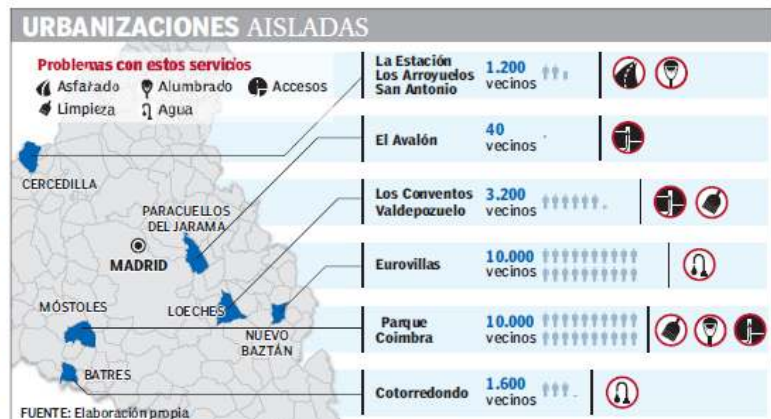 URBANIZACIONES AISLADAS
Problemas con estos servicios
Asfatado Alumbrado Accesos
Limpieza Agua
CERCEDILLA
PARACUELLOS
DEL JARAMA
MADRID
MÓSTOLES
LOECHES
NUEVO
BAZTÁN
BATRES
La Estación
Los Arroyuelos
San Antonio
1.200
vecinos
El Avalón
40
vecinos
Los Conventos
Valdepozuelo
3.200
vecinos
Eurovillas
10.000
vecinos
Parque
Coimbra
10.000
vecinos
Cotorredondo
1.600
vecinos
FUENTE: Elaboración propia